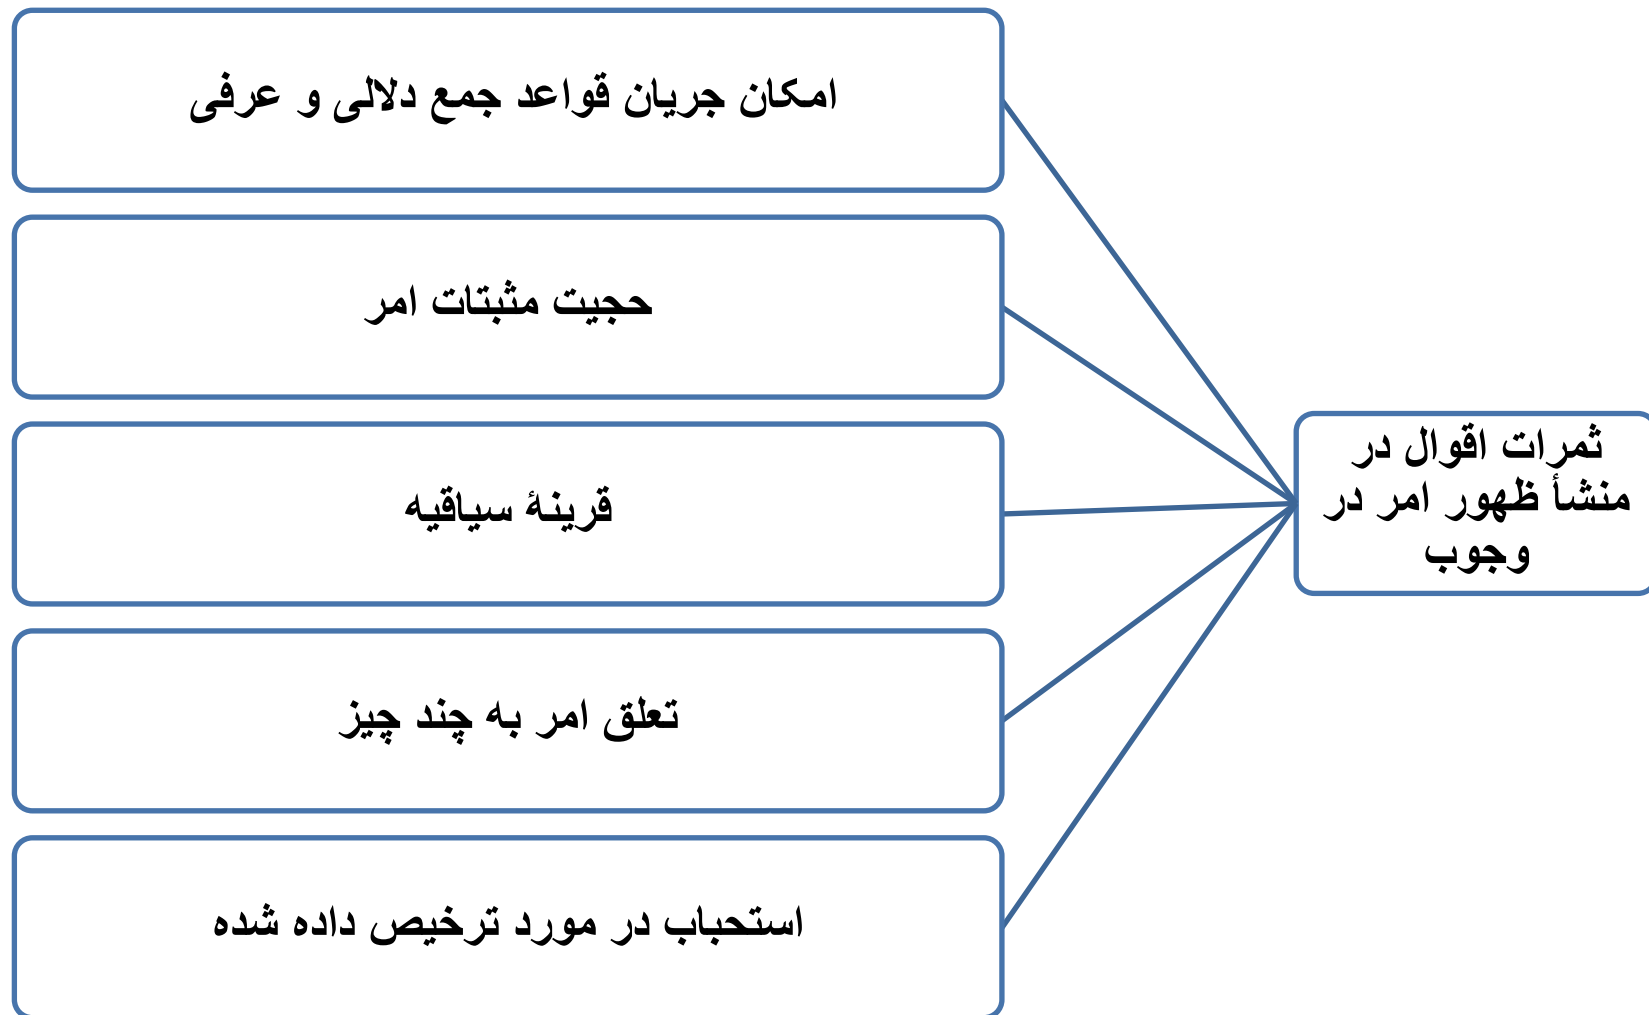 ثمرات اقوال در
منشأ ظهور امر در
وجوب
امکان جریان قواعد جمع دلالی و عرفی
حجیت مثبتات امر
قرینۀ سیاقیه
تعلق امر به چند چیز
استحباب در مورد ترخیص داده شده